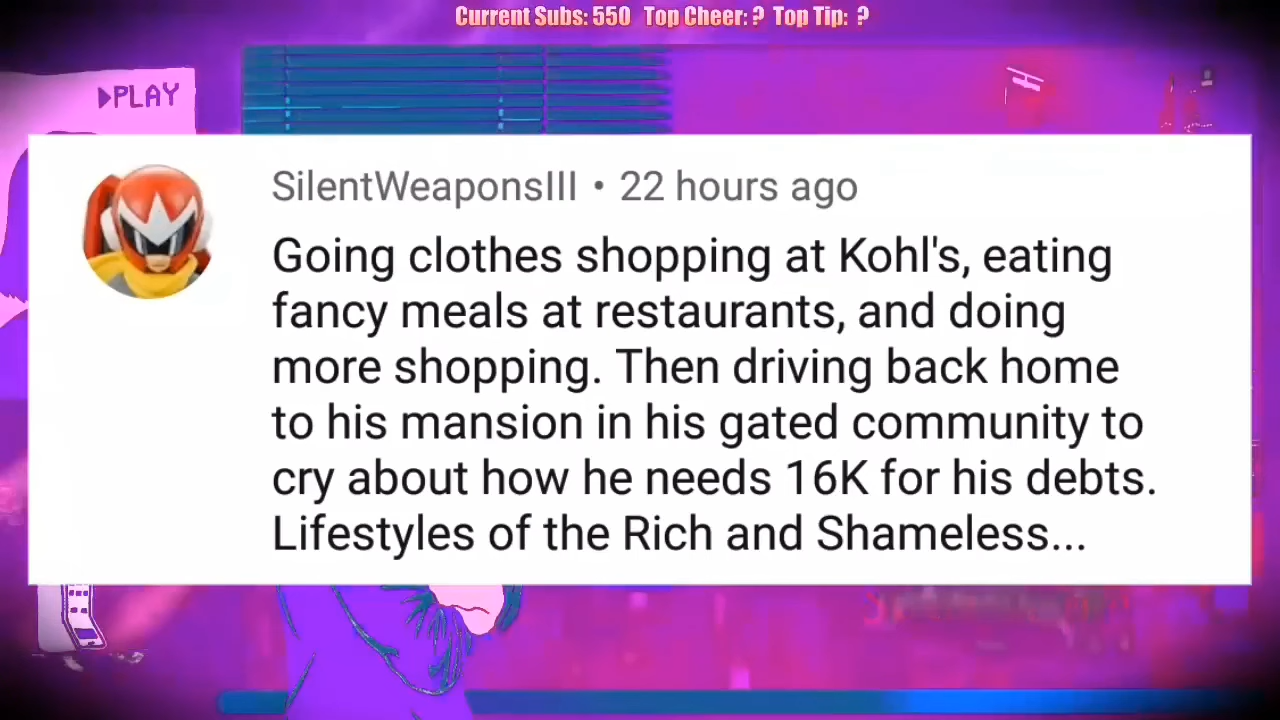 Current Subs: 550 Top Cheer: ? Top Tip: ?
PLAY
SilentWeaponsIII • 22 hours ago
Going clothes shopping at Kohl's, eating
fancy meals at restaurants, and doing
more shopping. Then driving back home
to his mansion in his gated community to
cry about how he needs 16K for his debts.
Lifestyles of the Rich and Shameless...